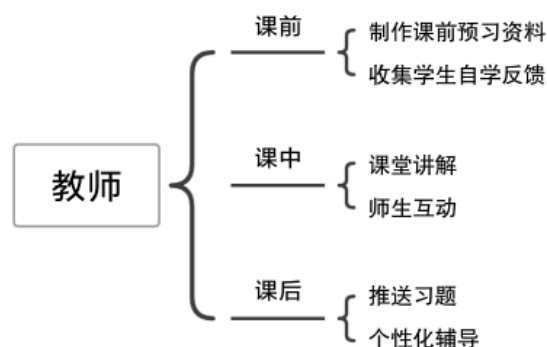 教师
课前
制作课前预习资料
收集学生自学反馈
课中
课堂讲解
师生互动
课后
推送习题
个性化辅导